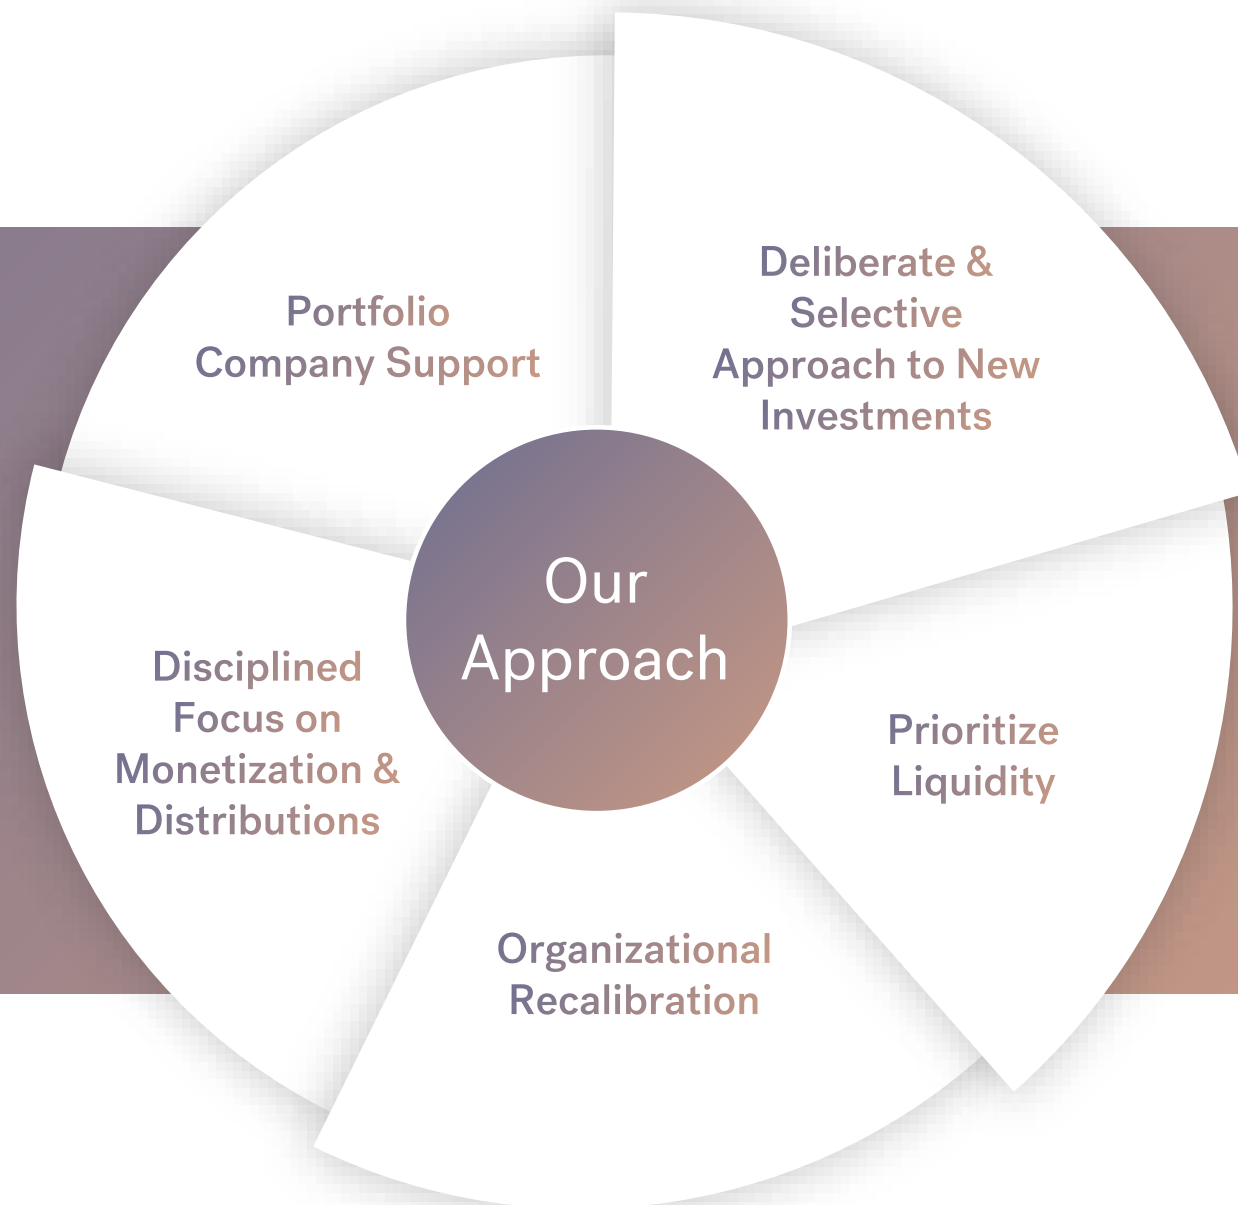 Deliberate &
Selective
Approach to New
Investments
Portfolio
Company Support
Our
Approach
Disciplined
Focus on
Monetization &
Distributions
Prioritize
Liquidity
Organizational
Recalibration